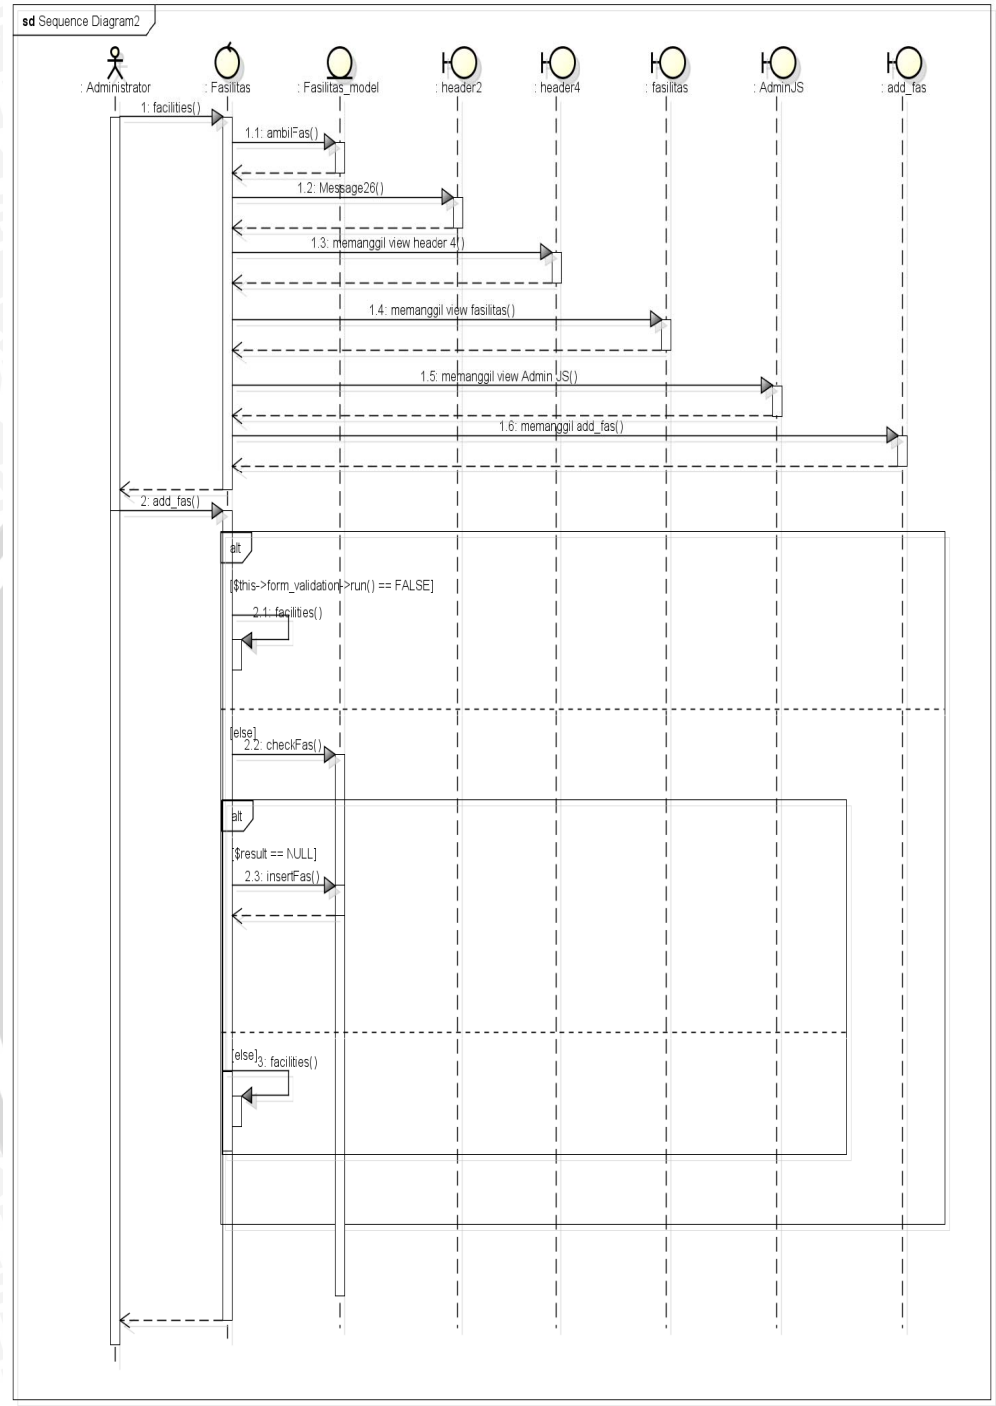 sd Sequence Diagram2
: Administrator
: Fasilitas
: Fasilitas_model
: header2
: header4
: fasilitas
: AdminJS
: add_fas
1: facilities()
1.1: ambilFas()
1.2: Message26()
1.3: memanggil view header 4()
1.4: memanggil view fasilitas()
1.5: memanggil view Admin JS()
1.6: memanggil add_fas()
2: add_fas()
alt
[$this->form_validation->run() == FALSE]
2.1: facilities()
[else]
2.2: checkFas()
alt
[$result == NULL]
2.3: insertFas()
[else]
3: facilities()